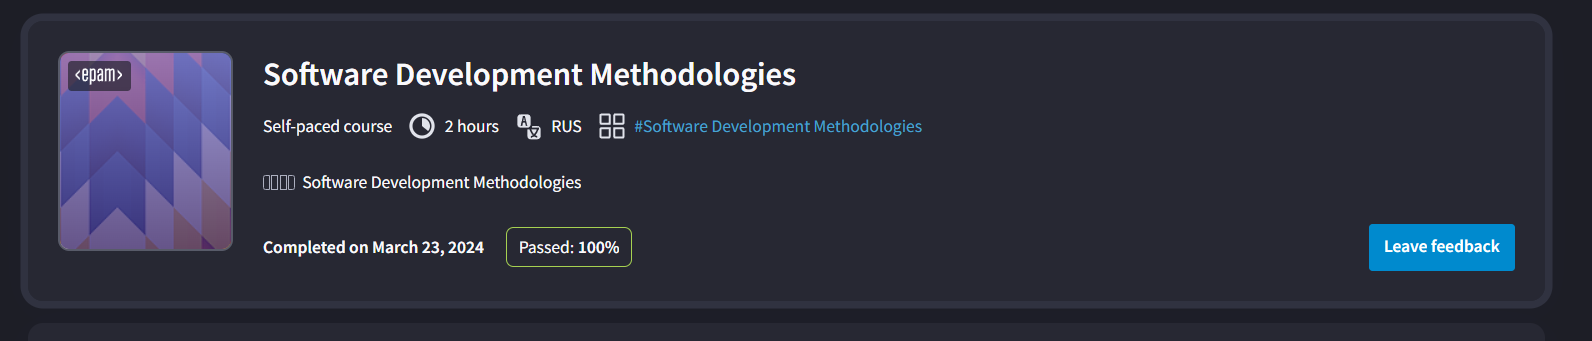 <epam>
Software Development Methodologies
Self-paced course 2 hours RUS #Software Development Methodologies
Software Development Methodologies
Completed on March 23, 2024 Passed: 100%
Leave feedback